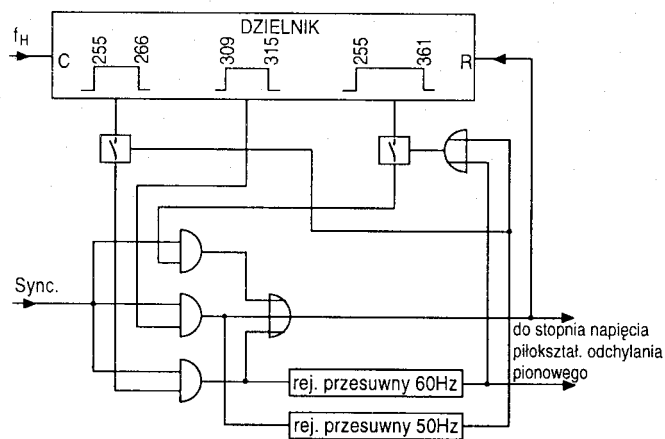 DZIELNIK
f_H
C
255
266
309
315
255
361
R
Sync.
do stopnia napięcia
piłokształ. odchylania
pionowego
rej. przesuwny 60Hz
rej. przesuwny 50Hz